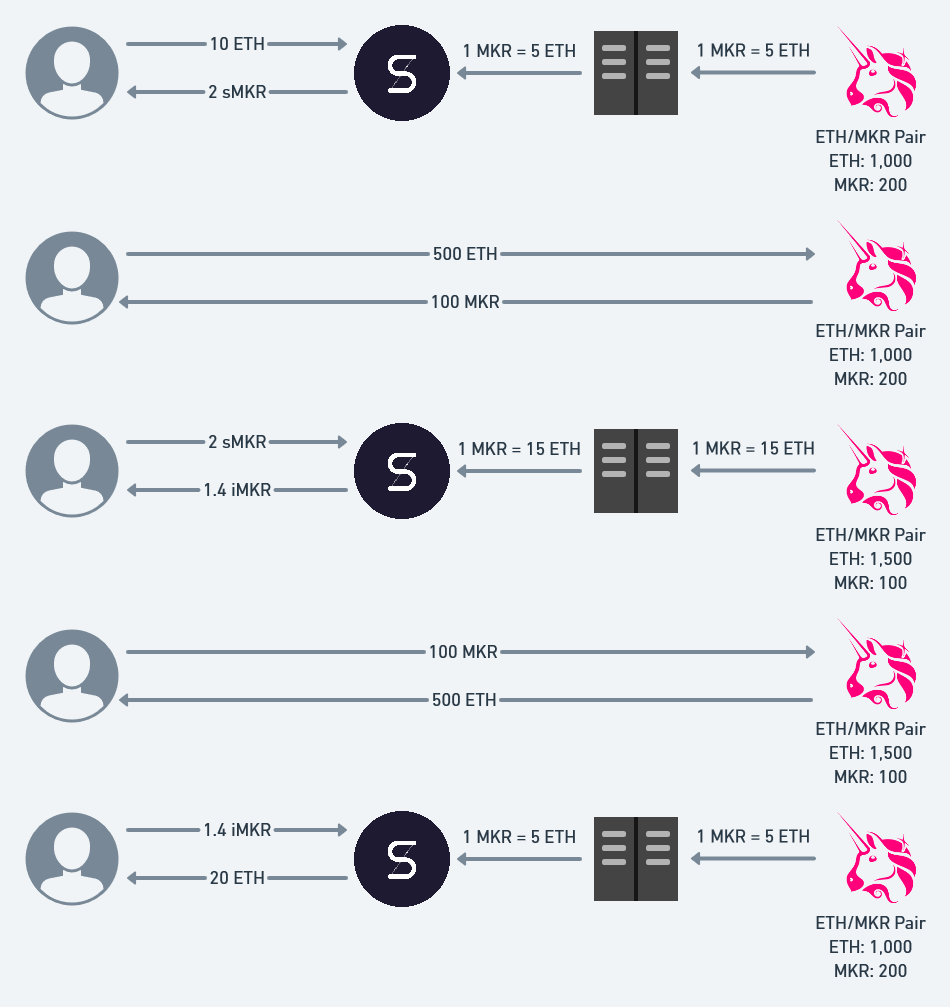 10 ETH
2 sMKR
1 MKR = 5 ETH
1 MKR = 5 ETH
ETH/MKR Pair
ETH: 1,000
MKR: 200
500 ETH
100 MKR
ETH/MKR Pair
ETH: 1,000
MKR: 200
2 sMKR
1.4 iMKR
1 MKR = 15 ETH
1 MKR = 15 ETH
ETH/MKR Pair
ETH: 1,500
MKR: 100
100 MKR
500 ETH
ETH/MKR Pair
ETH: 1,500
MKR: 100
1.4 iMKR
20 ETH
1 MKR = 5 ETH
1 MKR = 5 ETH
ETH/MKR Pair
ETH: 1,000
MKR: 200